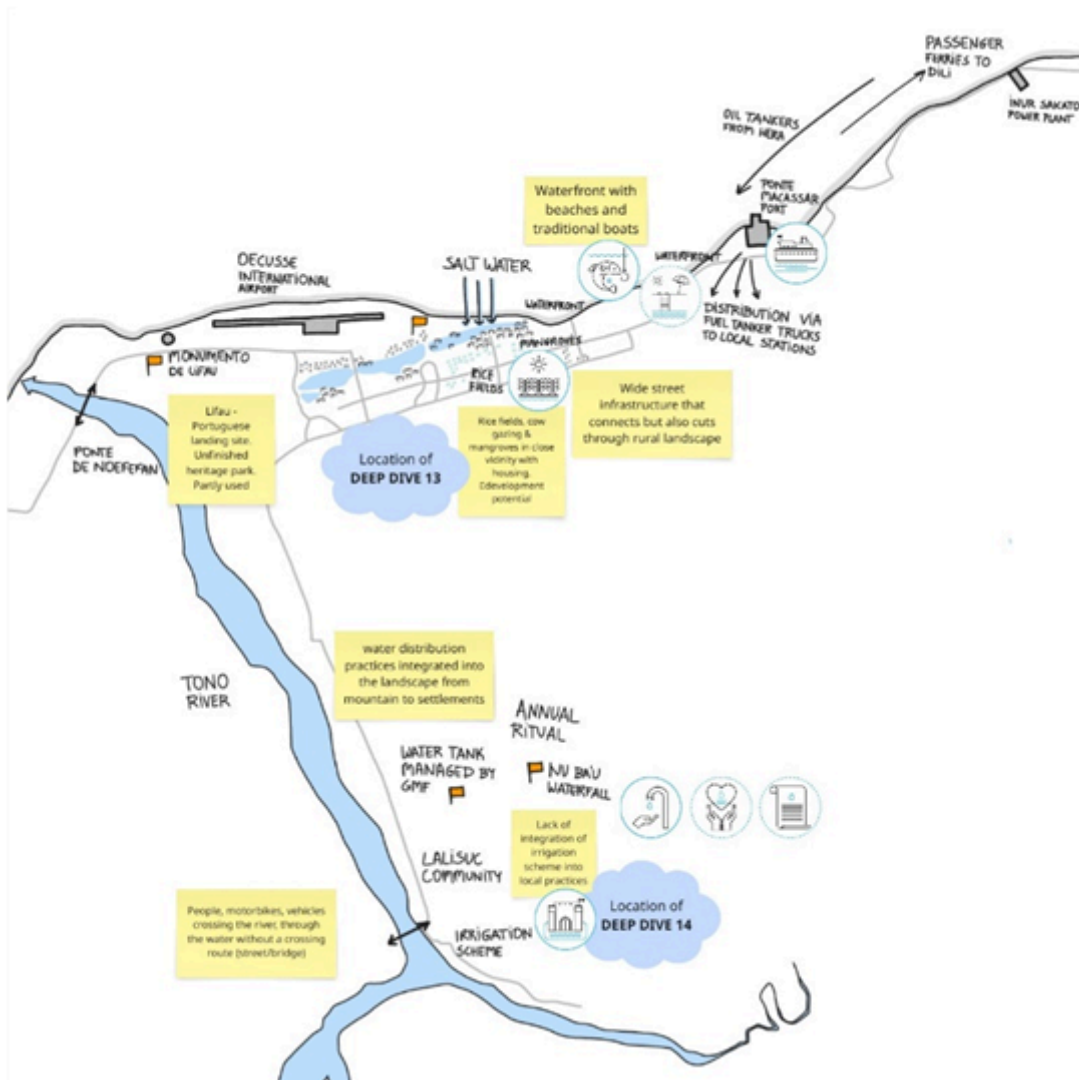 PASSENGER
FERRIES TO
DILI
INUR SAKATO
POWER PLANT
OIL TANKERS
FROM HERA
PONTE
MACASSAR
PORT
Waterfront with
beaches and
traditional boats
WATERFRONT
OECUSSE
INTERNATIONAL
AIRPORT
SALT WATER
WATERFRONT
DISTRIBUTION VIA
FUEL TANKER TRUCKS
TO LOCAL STATIONS
MANGROVES
MONUMENTO
DE LIFAU
RICE
FIELDS
Wide street
infrastructure that
connects but also cuts
through rural landscape
Lifau -
Portuguese
landing site.
Unfinished
heritage park.
Partly used
PONTE
DE NOEFEFAN
Location of
DEEP DIVE 13
Rice fields, cow
gazing &
mangroves in close
vicinity with
housing.
development
potential
water distribution
practices integrated into
the landscape from
mountain to settlements
TONO
RIVER
ANNUAL
RITUAL
WATER TANK
MANAGED BY
GMF
NU BA'U
WATERFALL
Lack of
integration of
irrigation
scheme into
local practices
LALISUC
COMMUNITY
People, motorbikes, vehicles
crossing the river, through
the water without a crossing
route (street/bridge)
IRRIGATION
SCHEME
Location of
DEEP DIVE 14